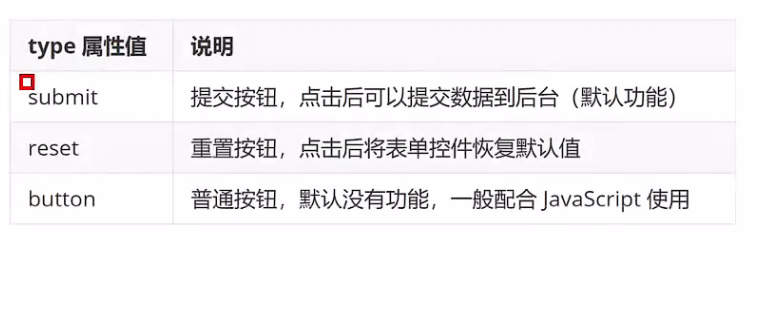 type 属性值 说明
submit 提交按钮，点击后可以提交数据到后台（默认功能）
reset 重置按钮，点击后将表单控件恢复默认值
button 普通按钮，默认没有功能，一般配合 JavaScript 使用